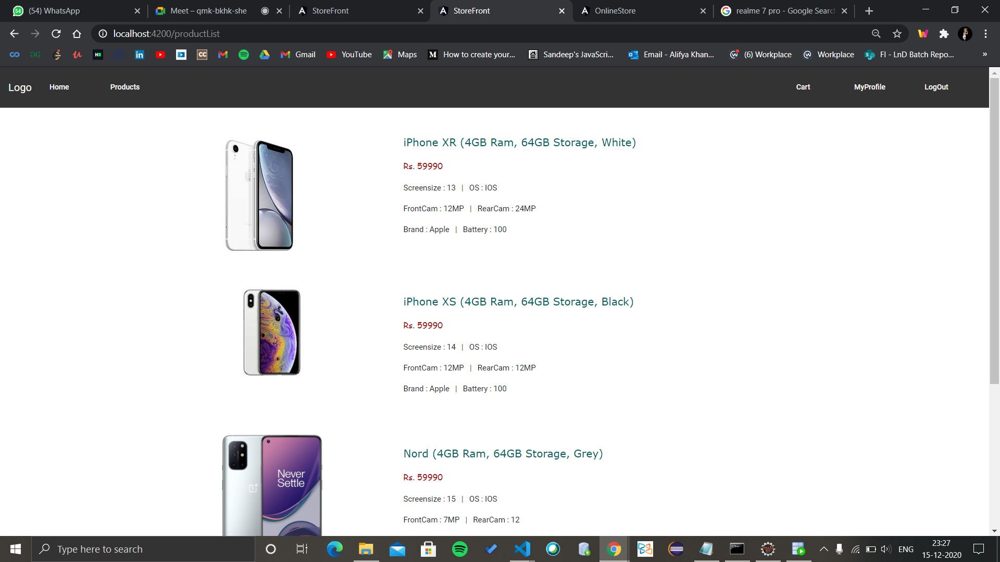 (54) WhatsApp
Meet – qmk-bkhk-she
StoreFront
StoreFront
OnlineStore
realme 7 pro - Google Searc
localhost:4200/productList
Gmail
YouTube
Maps
How to create your...
Sandeep's JavaScri...
Email - Alifya Khan...
(6) Workplace
Workplace
FI - LnD Batch Repo...
»
Logo
Home
Products
Cart
MyProfile
LogOut
iPhone XR (4GB Ram, 64GB Storage, White)
Rs. 59990
Screensize : 13 | OS : IOS
FrontCam : 12MP | RearCam : 24MP
Brand : Apple | Battery : 100
iPhone XS (4GB Ram, 64GB Storage, Black)
Rs. 59990
Screensize : 14 | OS : IOS
FrontCam : 12MP | RearCam : 12MP
Brand : Apple | Battery : 100
Never
Settle
Nord (4GB Ram, 64GB Storage, Grey)
Rs. 59990
Screensize : 15 | OS : IOS
FrontCam : 7MP | RearCam : 12
Type here to search
ENG
23:27
15-12-2020